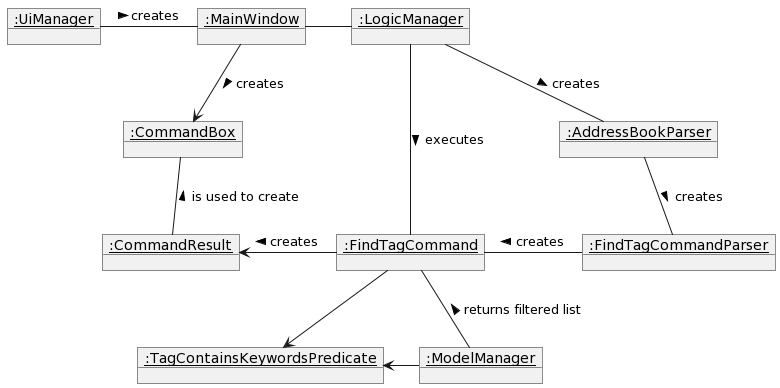 :UiManager
creates
:MainWindow
:LogicManager
creates
creates
:CommandBox
:AddressBookParser
executes
is used to create
creates
:CommandResult
creates
:FindTagCommand
creates
:FindTagCommandParser
returns filtered list
:TagContainsKeywordsPredicate
:ModelManager